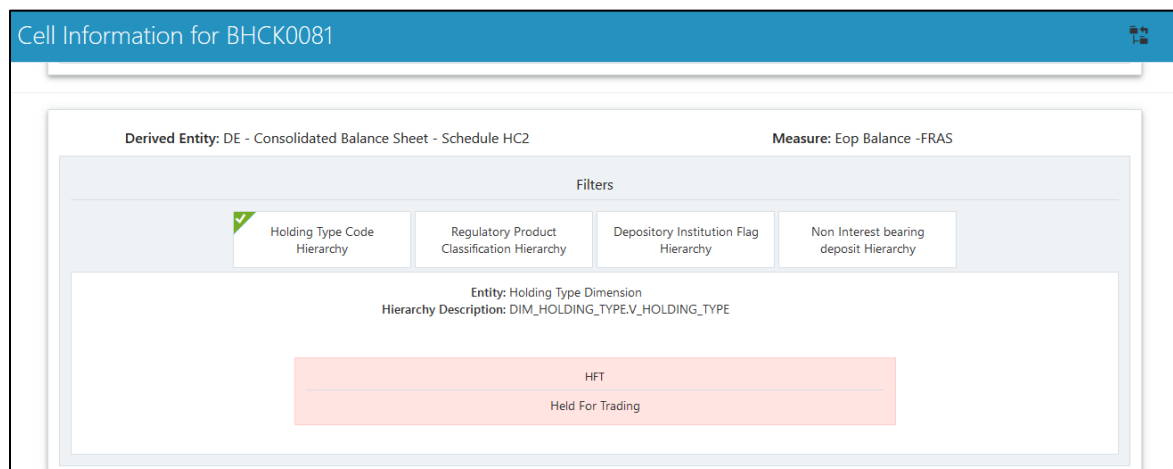 Cell Information for BHCK0081
Derived Entity: DE - Consolidated Balance Sheet - Schedule HC2 Measure: Eop Balance -FRAS
Filters
Holding Type Code
Hierarchy
Regulatory Product
Classification Hierarchy
Depository Institution Flag
Hierarchy
Non Interest bearing
deposit Hierarchy
Entity: Holding Type Dimension
Hierarchy Description: DIM_HOLDING_TYPE.V_HOLDING_TYPE
HFT
Held For Trading